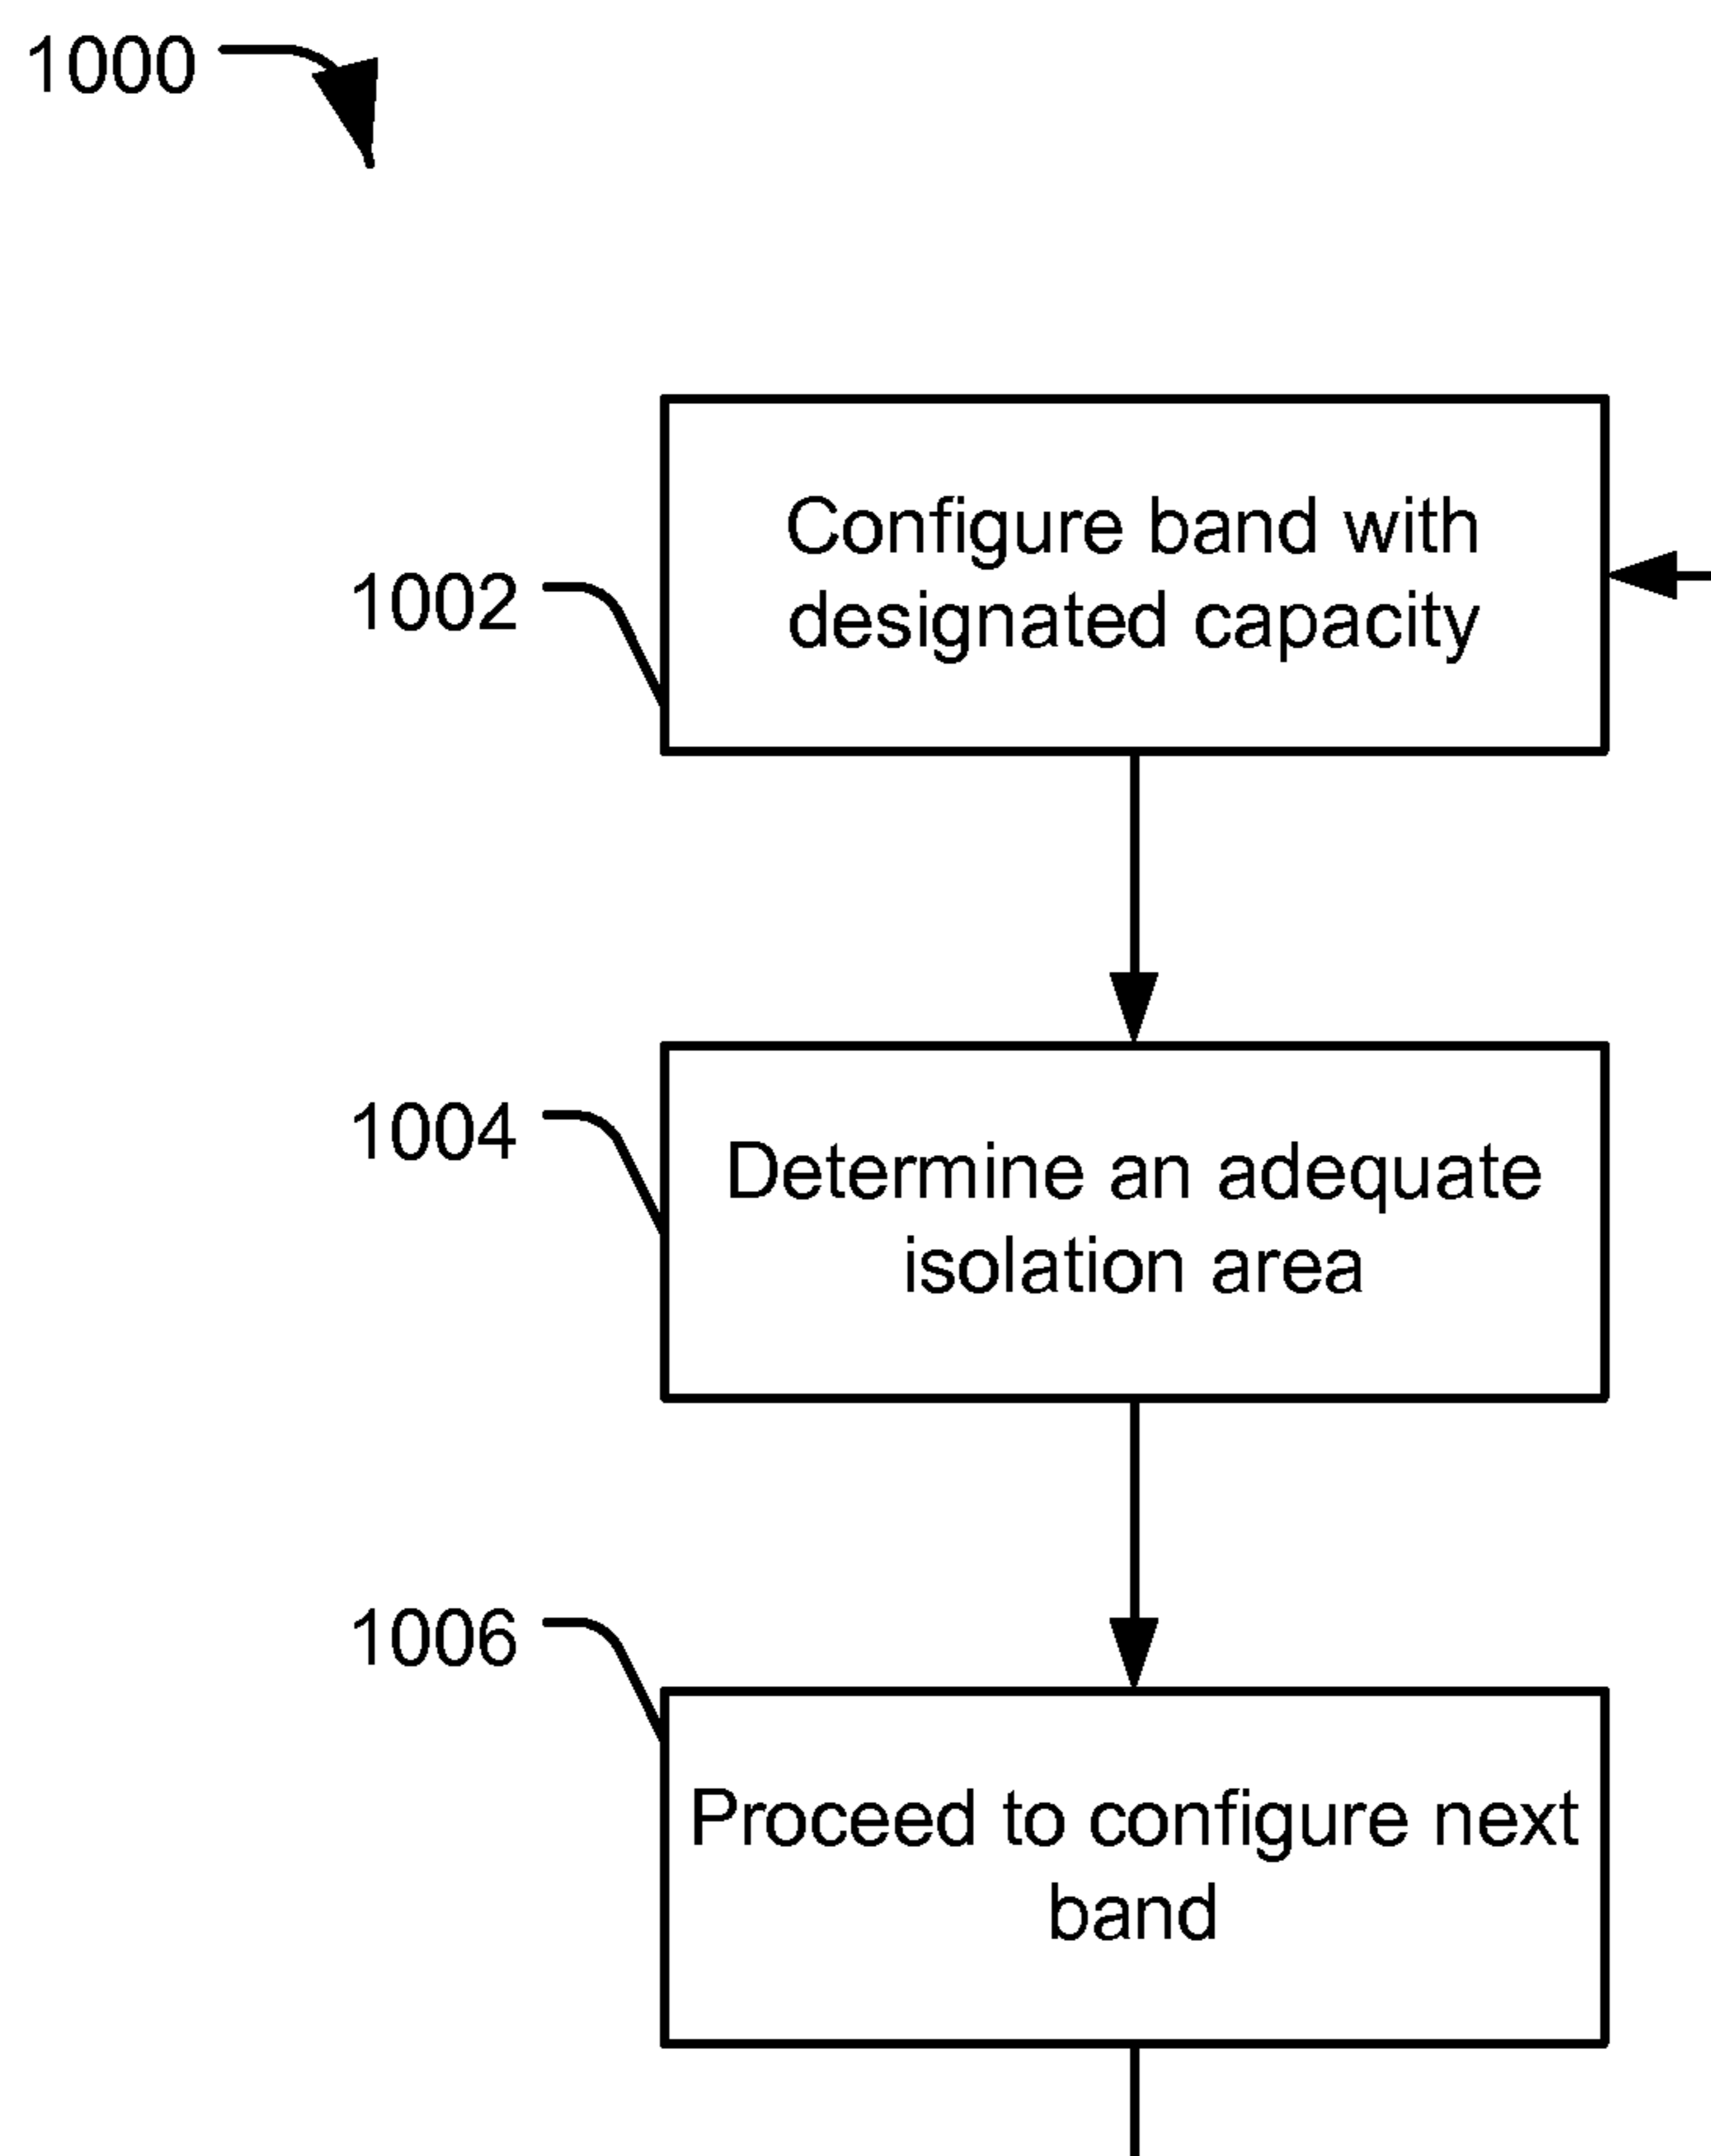 1000
Configure band with
designated capacity
1002
1004
Determine an adequate
isolation area
1006
Proceed to configure next
band